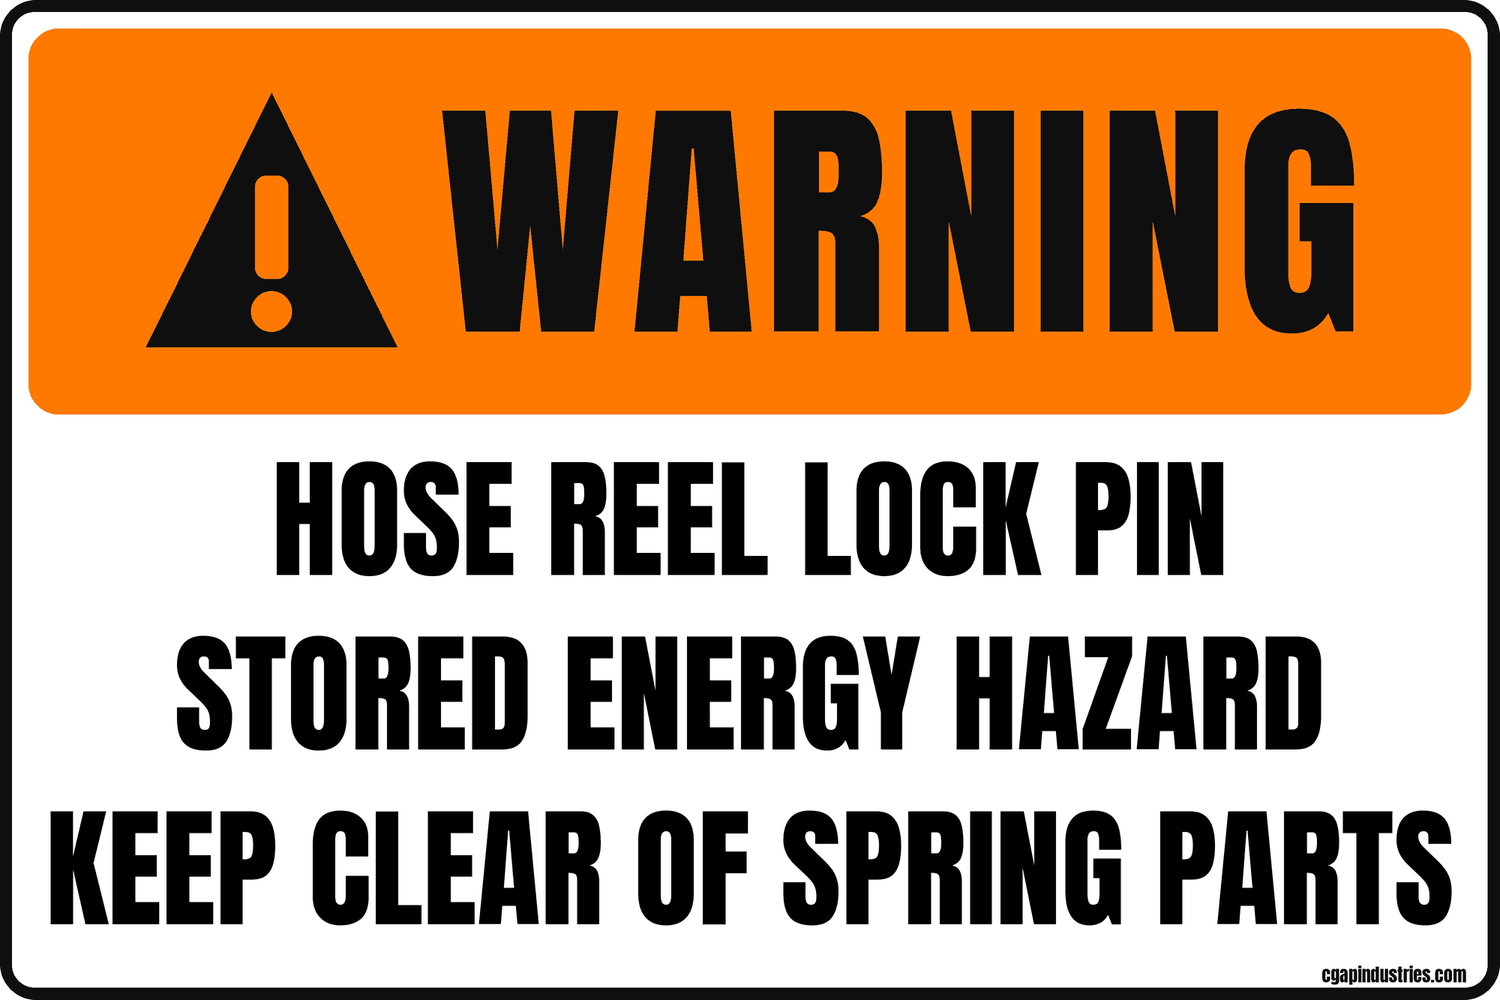 WARNING
HOSE REEL LOCK PIN
STORED ENERGY HAZARD
KEEP CLEAR OF SPRING PARTS
cgapindustries.com